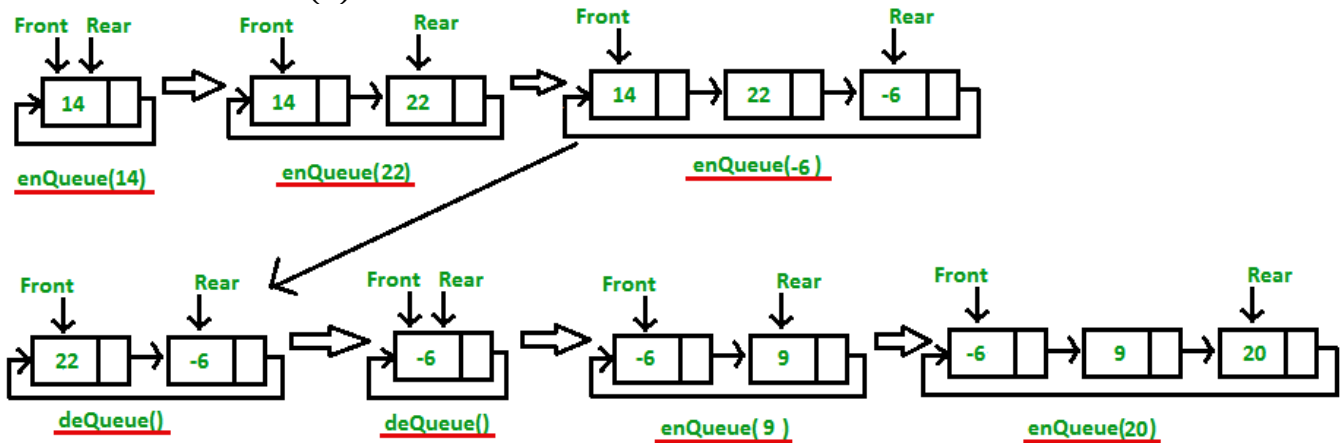 Front Rear
14
enQueue(14)
Front Rear
14 22
enQueue(22)
Front Rear
14 22 -6
enQueue(-6 )
Front Rear
22 -6
deQueue()
Front Rear
-6
deQueue()
Front Rear
-6 9
enQueue( 9 )
Front Rear
-6 9 20
enQueue(20)